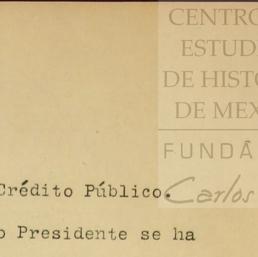 CENTRO
ESTUD
DE HISTO
DE MEX
FUNDA
Carlos
Crédito Público.
o Presidente se ha